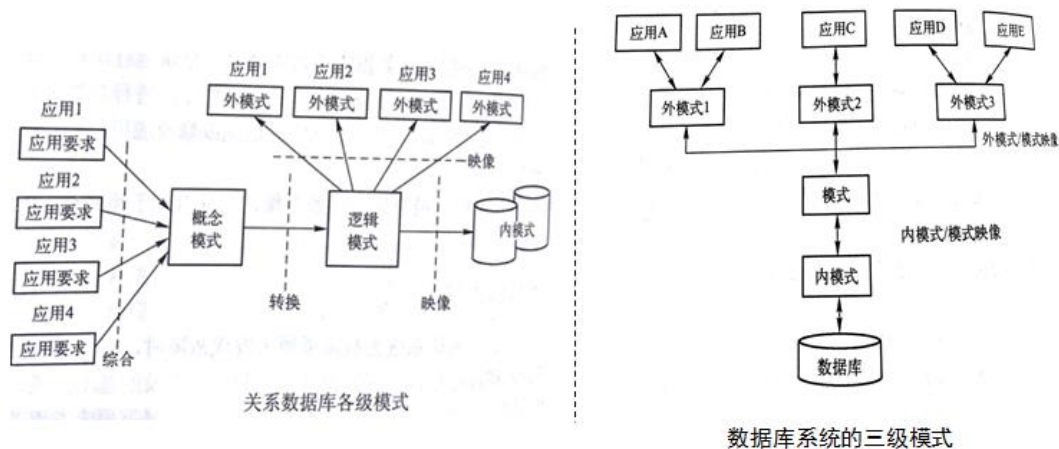 应用1
应用2
应用3
应用4
外模式
外模式
外模式
外模式
映像
应用1
应用要求
应用2
应用要求
应用3
应用要求
应用4
应用要求
综合
概念
模式
转换
逻辑
模式
映像
内模式
关系数据库各级模式
应用A
应用B
应用C
应用D
应用E
外模式1
外模式2
外模式3
外模式/模式映像
模式
内模式/模式映像
内模式
数据库
数据库系统的三级模式